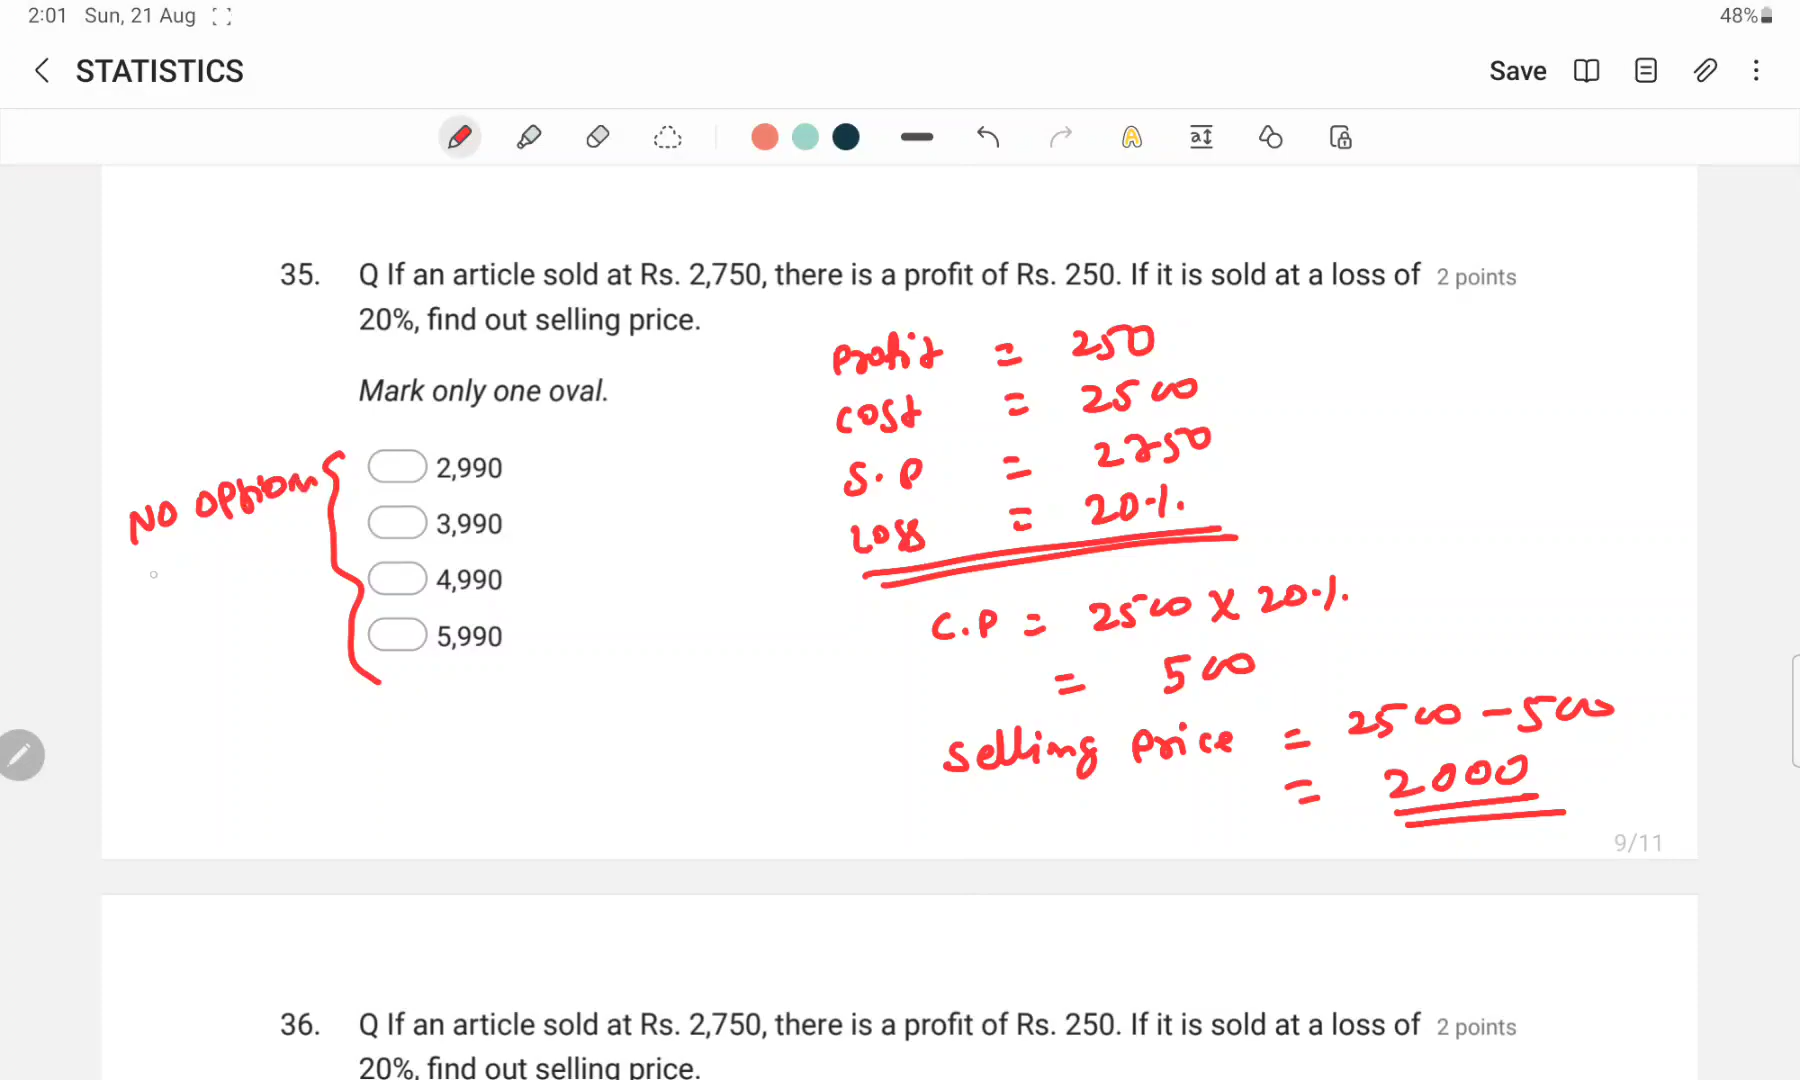 2:01 Sun, 21 Aug
48%
STATISTICS
Save
35. Q If an article sold at Rs. 2,750, there is a profit of Rs. 250. If it is sold at a loss of 2 points
20%, find out selling price.
Mark only one oval.
2,990
3,990
4,990
5,990
No option
Profit = 250
Cost = 2500
S.P = 2750
Loss = 20%
C.P = 2500 X 20%
= 500
Selling Price = 2500 - 500
= 2000
9/11
36. Q If an article sold at Rs. 2,750, there is a profit of Rs. 250. If it is sold at a loss of 2 points
20%, find out selling price.